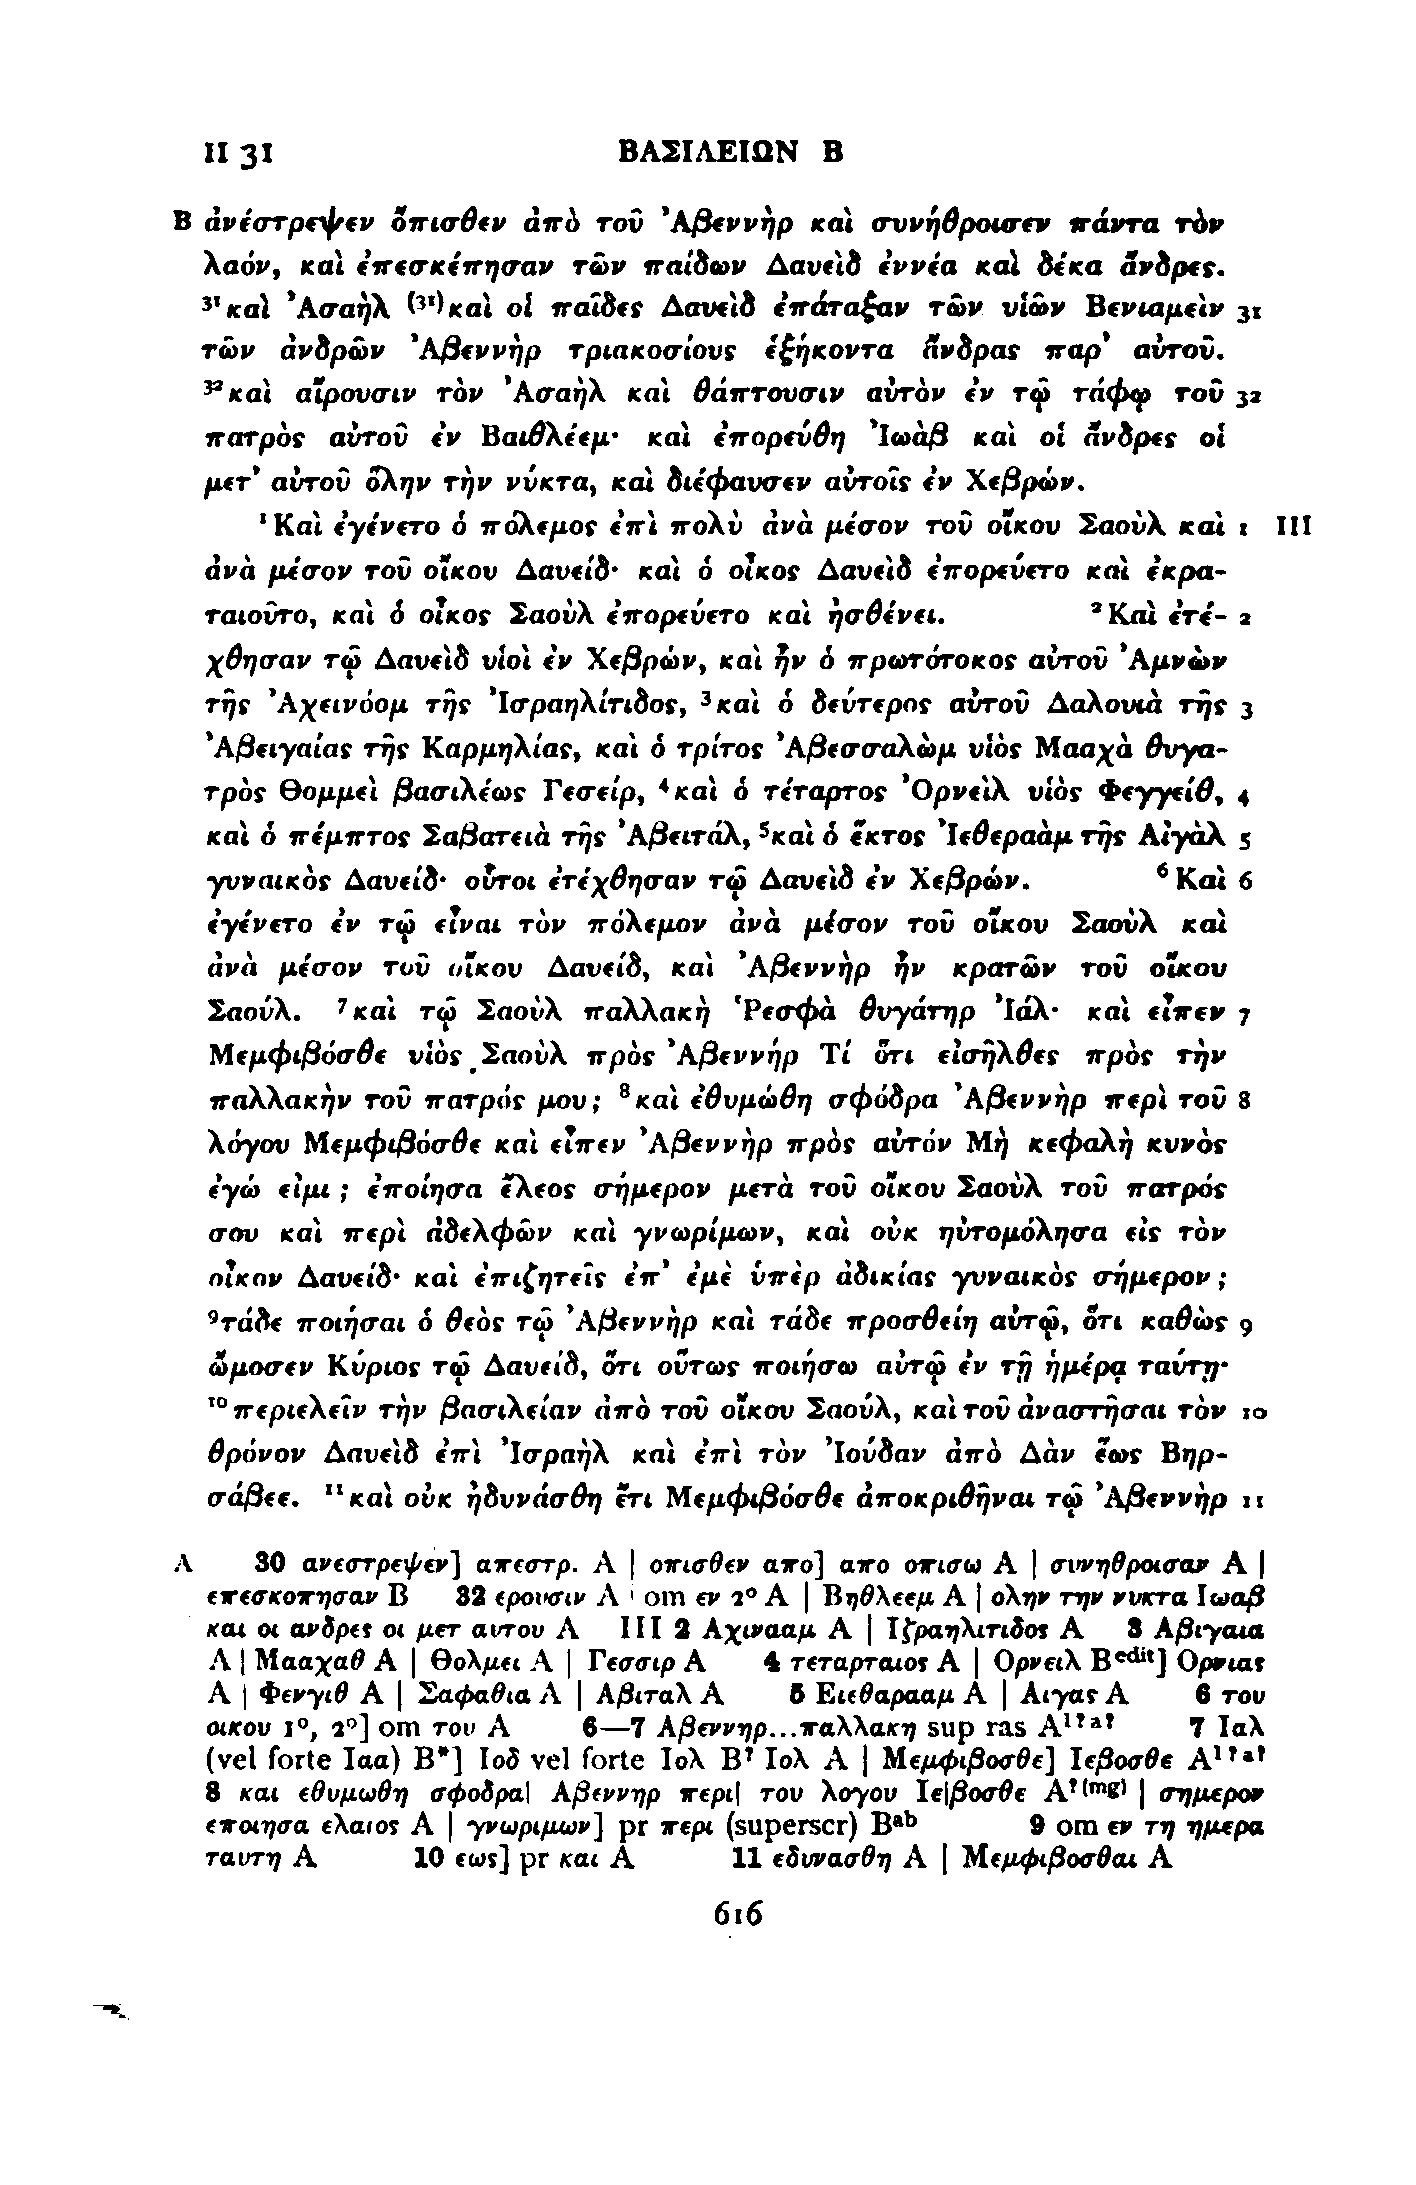 II 31 ΒΑΣΙΛΕΙΩΝ Β
B ἀνέστρεψεν ὄπισθεν ἀπὸ τοῦ Ἀβεννὴρ καὶ συνήθροισεν πάντα τὸν
λαόν, καὶ ἐπεσκέπησαν τῶν παίδων Δαυεὶδ ἐννέα καὶ δέκα ἄνδρες.
³¹καὶ Ἀσαὴλ ⁽³¹⁾καὶ οἱ παῖδες Δαυεὶδ ἐπάταξαν τῶν υἱῶν Βενιαμεὶν 31
τῶν ἀνδρῶν Ἀβεννὴρ τριακοσίους ἑξήκοντα ἄνδρας παρ’ αὐτοῦ.
³²καὶ αἴρουσιν τὸν Ἀσαὴλ καὶ θάπτουσιν αὐτὸν ἐν τῷ τάφῳ τοῦ 32
πατρὸς αὐτοῦ ἐν Βαιθλέεμ· καὶ ἐπορεύθη Ἰωὰβ καὶ οἱ ἄνδρες οἱ
μετ’ αὐτοῦ ὅλην τὴν νύκτα, καὶ διέφαυσεν αὐτοῖς ἐν Χεβρών.
¹Καὶ ἐγένετο ὁ πόλεμος ἐπὶ πολὺ ἀνὰ μέσον τοῦ οἴκου Σαοὺλ καὶ 1 III
ἀνὰ μέσον τοῦ οἴκου Δαυείδ· καὶ ὁ οἶκος Δαυεὶδ ἐπορεύετο καὶ ἐκρα-
ταιοῦτο, καὶ ὁ οἶκος Σαοὺλ ἐπορεύετο καὶ ἠσθένει. ²Καὶ ἐτέ- 2
χθησαν τῷ Δαυεὶδ υἱοὶ ἐν Χεβρών, καὶ ἦν ὁ πρωτότοκος αὐτοῦ Ἀμνὼν
τῆς Ἀχεινόομ τῆς Ἰσραηλίτιδος, ³καὶ ὁ δεύτερος αὐτοῦ Δαλουιὰ τῆς 3
Ἀβειγαίας τῆς Καρμηλίας, καὶ ὁ τρίτος Ἀβεσσαλὼμ υἱὸς Μααχὰ θυγα-
τρὸς Θομμεὶ βασιλέως Γεσείρ, ⁴καὶ ὁ τέταρτος Ὀρνεὶλ υἱὸς Φεγγείθ, 4
καὶ ὁ πέμπτος Σαβατειὰ τῆς Ἀβειτάλ, ⁵καὶ ὁ ἕκτος Ἰεθεραὰμ τῆς Αἰγὰλ 5
γυναικὸς Δαυείδ· οὗτοι ἐτέχθησαν τῷ Δαυεὶδ ἐν Χεβρών. ⁶Καὶ 6
ἐγένετο ἐν τῷ εἶναι τὸν πόλεμον ἀνὰ μέσον τοῦ οἴκου Σαοὺλ καὶ
ἀνὰ μέσον τοῦ οἴκου Δαυείδ, καὶ Ἀβεννὴρ ἦν κρατῶν τοῦ οἴκου
Σαούλ. ⁷καὶ τῷ Σαοὺλ παλλακὴ Ῥεσφὰ θυγάτηρ Ἰάλ· καὶ εἶπεν 7
Μεμφιβόσθε υἱὸς Σαοὺλ πρὸς Ἀβεννήρ Τί ὅτι εἰσῆλθες πρὸς τὴν
παλλακὴν τοῦ πατρός μου; ⁸καὶ ἐθυμώθη σφόδρα Ἀβεννὴρ περὶ τοῦ 8
λόγου Μεμφιβόσθε καὶ εἶπεν Ἀβεννὴρ πρὸς αὐτόν Μὴ κεφαλὴ κυνὸς
ἐγώ εἰμι; ἐποίησα ἔλεος σήμερον μετὰ τοῦ οἴκου Σαοὺλ τοῦ πατρός
σου καὶ περὶ ἀδελφῶν καὶ γνωρίμων, καὶ οὐκ ηὐτομόλησα εἰς τὸν
οἶκον Δαυείδ· καὶ ἐπιζητεῖς ἐπ’ ἐμὲ ὑπὲρ ἀδικίας γυναικὸς σήμερον;
⁹τάδε ποιήσαι ὁ θεὸς τῷ Ἀβεννὴρ καὶ τάδε προσθείη αὐτῷ, ὅτι καθὼς 9
ὤμοσεν Κύριος τῷ Δαυείδ, ὅτι οὕτως ποιήσω αὐτῷ ἐν τῇ ἡμέρᾳ ταύτῃ·
¹⁰περιελεῖν τὴν βασιλείαν ἀπὸ τοῦ οἴκου Σαούλ, καὶ τοῦ ἀναστῆσαι τὸν 10
θρόνον Δαυεὶδ ἐπὶ Ἰσραὴλ καὶ ἐπὶ τὸν Ἰούδαν ἀπὸ Δὰν ἕως Βηρ-
σάβεε. ¹¹καὶ οὐκ ἠδυνάσθη ἔτι Μεμφιβόσθε ἀποκριθῆναι τῷ Ἀβεννὴρ 11
A 30 ανεστρεψεν] απεστρ. A | οπισθεν απο] απο οπισω A | συνηθροισαν A |
επεσκοπησαν B 32 ερουσιν A | om εν 2° A | Βηθλεεμ A | ολην την νυκτα Ιωαβ
και οι ανδρες οι μετ αυτου A III 2 Αχινααμ A | Ιζραηλιτιδος A 3 Αβιγαια
A | Μααχαθ A | Θολμει A | Γεσσιρ A 4 τεταρταιος A | Ορνειλ Bᵉᵈⁱᵗ] Ορνιας
A | Φενγιθ A | Σαφαθια A | Αβιταλ A 5 Ειεθαρααμ A | Αιγας A 6 του
οικου 1°, 2°] om του A 6—7 Αβεννηρ...παλλακη sup ras A¹ˀᵃˀ 7 Ιαλ
(vel forte Ιαα) B*] Ιοδ vel forte Ιολ Bˀ Ιολ A | Μεμφιβοσθε] Ιεβοσθε A¹ˀᵃˀ
8 και εθυμωθη σφοδρα| Αβεννηρ περι| του λογου Ιε|βοσθε Aˀ⁽ᵐᵍ⁾ | σημερον
εποιησα ελαιος A | γνωριμων] pr περι (superscr) Bᵃᵇ 9 om εν τη ημερα
ταυτη A 10 εως] pr και A 11 εδυνασθη A | Μεμφιβοσθαι A
616